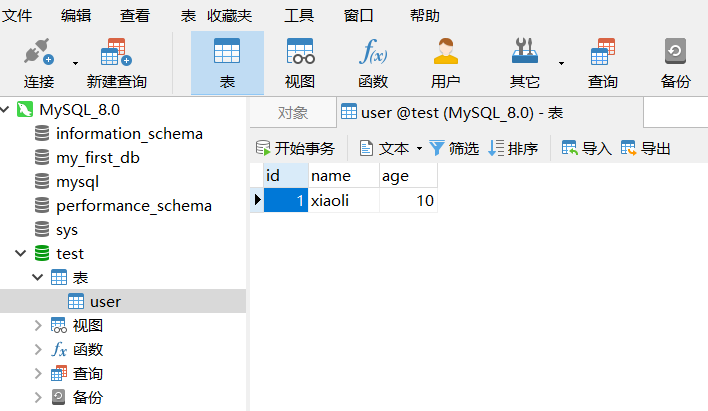 文件 编辑 查看 表 收藏夹 工具 窗口 帮助
连接 新建查询 表 视图 f(x) 函数 用户 其它 查询 备份
MySQL_8.0
information_schema
my_first_db
mysql
performance_schema
sys
test
表
user
视图
fx 函数
查询
备份
对象 user @test (MySQL_8.0) - 表
开始事务 文本 筛选 排序 导入 导出
id name age
1 xiaoli 10